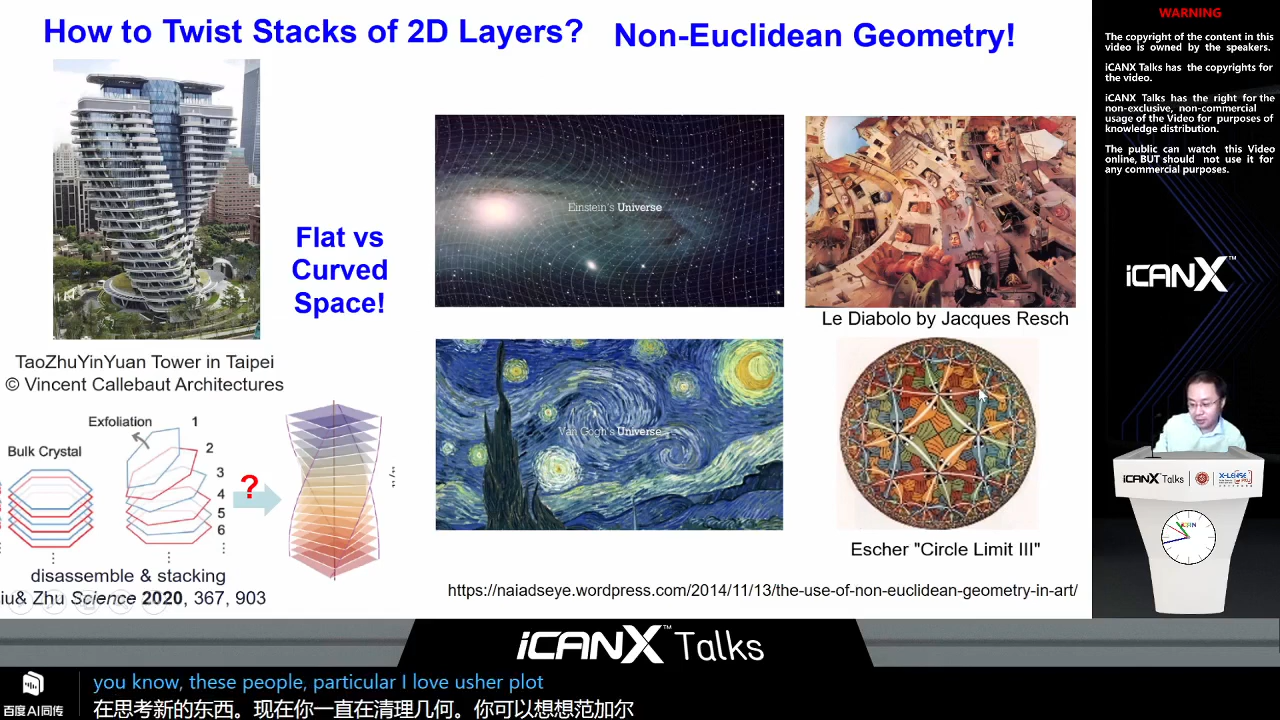 How to Twist Stacks of 2D Layers?
Non-Euclidean Geometry!
Flat vs
Curved
Space!
TaoZhuYinYuan Tower in Taipei
© Vincent Callebaut Architectures
Exfoliation
Bulk Crystal
1
2
3
4
5
6
?
disassemble & stacking
iu& Zhu Science 2020, 367, 903
Einstein's Universe
Le Diabolo by Jacques Resch
Van Gogh's Universe
Escher "Circle Limit III"
https://naiadseye.wordpress.com/2014/11/13/the-use-of-non-euclidean-geometry-in-art/
WARNING
The copyright of the content in this
video is owned by the speakers.
iCANX Talks has the copyrights for
the video.
iCANX Talks has the right for the
non-exclusive, non-commercial
usage of the Video for purposes of
knowledge distribution.
The public can watch this Video
online, BUT should not use it for
any commercial purposes.
iCANX™
iCANX Talks
X-LENSE
iCANX™ Talks
you know, these people, particular I love usher plot
在思考新的东西。现在你一直在清理几何。你可以想想范加尔
百度AI同传